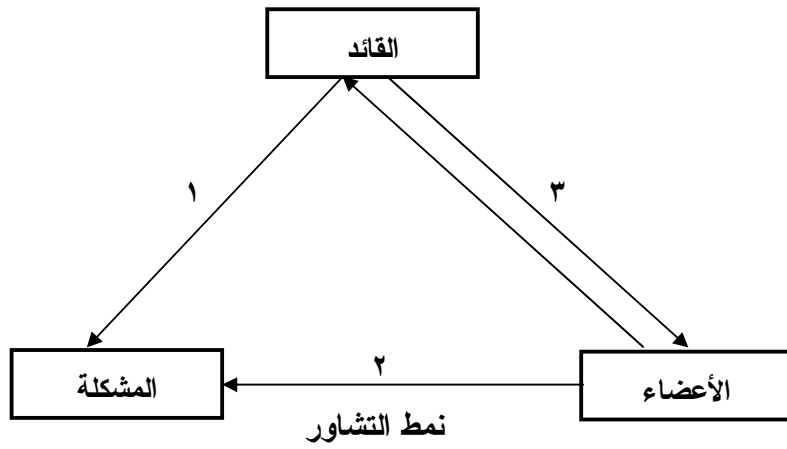 القائد
١
٣
المشكلة
٢
الأعضاء
نمط التشاور